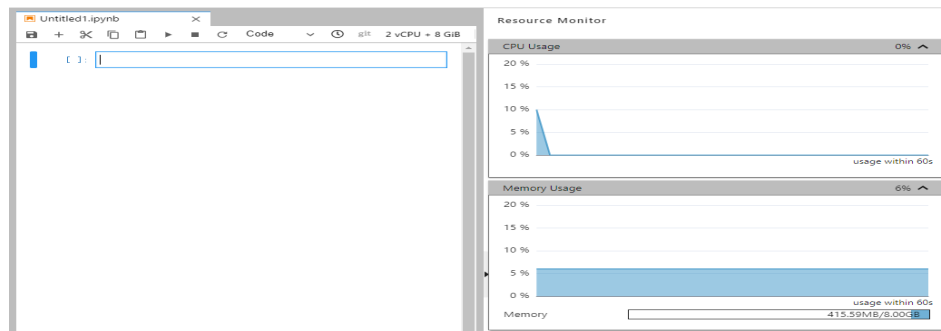 Untitled1.ipynb
Code
git
2 vCPU + 8 GiB
[ ]:
Resource Monitor
CPU Usage 0%
20 %
15 %
10 %
5 %
0 %
usage within 60s
Memory Usage 6%
20 %
15 %
10 %
5 %
0 %
usage within 60s
Memory 415.59MB/8.00GB